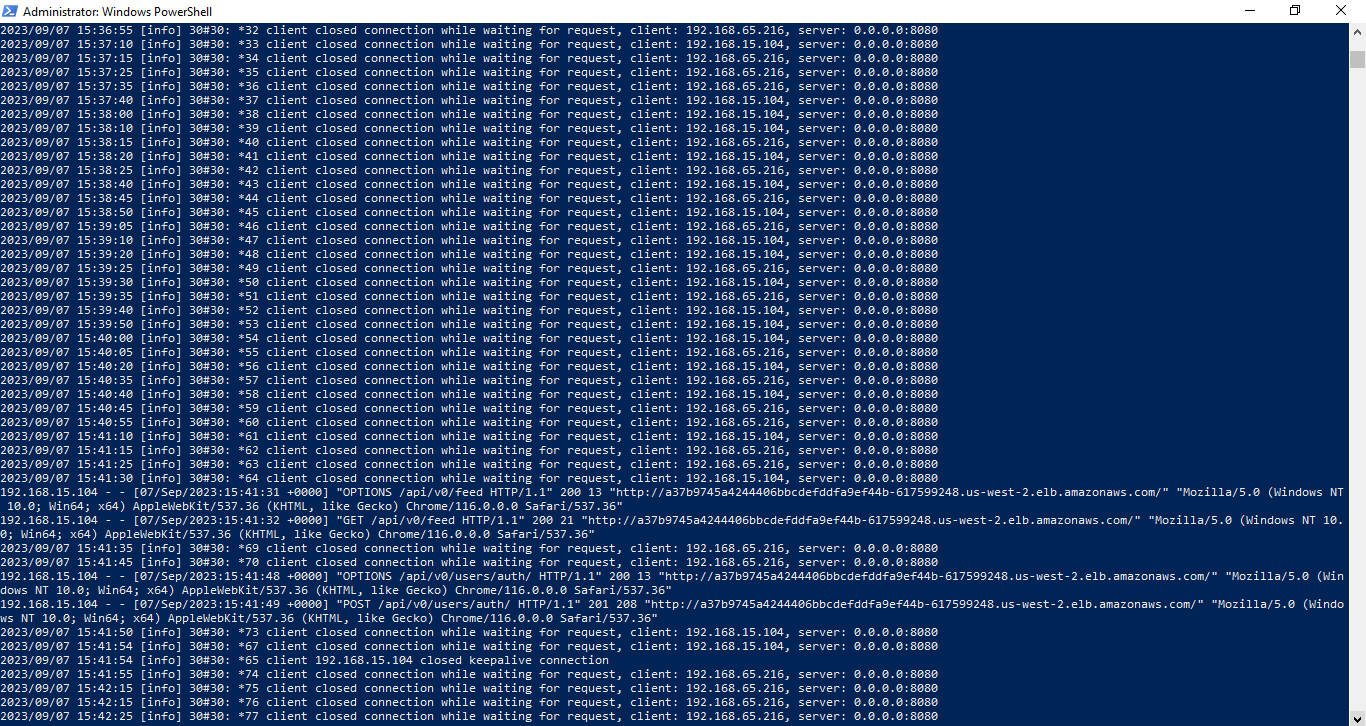 Administrator: Windows PowerShell
2023/09/07 15:36:55 [info] 30#30: *32 client closed connection while waiting for request, client: 192.168.65.216, server: 0.0.0.0:8080
2023/09/07 15:37:10 [info] 30#30: *33 client closed connection while waiting for request, client: 192.168.15.104, server: 0.0.0.0:8080
2023/09/07 15:37:15 [info] 30#30: *34 client closed connection while waiting for request, client: 192.168.65.216, server: 0.0.0.0:8080
2023/09/07 15:37:25 [info] 30#30: *35 client closed connection while waiting for request, client: 192.168.65.216, server: 0.0.0.0:8080
2023/09/07 15:37:35 [info] 30#30: *36 client closed connection while waiting for request, client: 192.168.65.216, server: 0.0.0.0:8080
2023/09/07 15:37:40 [info] 30#30: *37 client closed connection while waiting for request, client: 192.168.15.104, server: 0.0.0.0:8080
2023/09/07 15:38:00 [info] 30#30: *38 client closed connection while waiting for request, client: 192.168.15.104, server: 0.0.0.0:8080
2023/09/07 15:38:10 [info] 30#30: *39 client closed connection while waiting for request, client: 192.168.15.104, server: 0.0.0.0:8080
2023/09/07 15:38:15 [info] 30#30: *40 client closed connection while waiting for request, client: 192.168.65.216, server: 0.0.0.0:8080
2023/09/07 15:38:20 [info] 30#30: *41 client closed connection while waiting for request, client: 192.168.15.104, server: 0.0.0.0:8080
2023/09/07 15:38:25 [info] 30#30: *42 client closed connection while waiting for request, client: 192.168.65.216, server: 0.0.0.0:8080
2023/09/07 15:38:40 [info] 30#30: *43 client closed connection while waiting for request, client: 192.168.15.104, server: 0.0.0.0:8080
2023/09/07 15:38:45 [info] 30#30: *44 client closed connection while waiting for request, client: 192.168.65.216, server: 0.0.0.0:8080
2023/09/07 15:38:50 [info] 30#30: *45 client closed connection while waiting for request, client: 192.168.15.104, server: 0.0.0.0:8080
2023/09/07 15:39:05 [info] 30#30: *46 client closed connection while waiting for request, client: 192.168.65.216, server: 0.0.0.0:8080
2023/09/07 15:39:10 [info] 30#30: *47 client closed connection while waiting for request, client: 192.168.15.104, server: 0.0.0.0:8080
2023/09/07 15:39:20 [info] 30#30: *48 client closed connection while waiting for request, client: 192.168.15.104, server: 0.0.0.0:8080
2023/09/07 15:39:25 [info] 30#30: *49 client closed connection while waiting for request, client: 192.168.65.216, server: 0.0.0.0:8080
2023/09/07 15:39:30 [info] 30#30: *50 client closed connection while waiting for request, client: 192.168.15.104, server: 0.0.0.0:8080
2023/09/07 15:39:35 [info] 30#30: *51 client closed connection while waiting for request, client: 192.168.65.216, server: 0.0.0.0:8080
2023/09/07 15:39:40 [info] 30#30: *52 client closed connection while waiting for request, client: 192.168.15.104, server: 0.0.0.0:8080
2023/09/07 15:39:50 [info] 30#30: *53 client closed connection while waiting for request, client: 192.168.15.104, server: 0.0.0.0:8080
2023/09/07 15:40:00 [info] 30#30: *54 client closed connection while waiting for request, client: 192.168.15.104, server: 0.0.0.0:8080
2023/09/07 15:40:05 [info] 30#30: *55 client closed connection while waiting for request, client: 192.168.65.216, server: 0.0.0.0:8080
2023/09/07 15:40:20 [info] 30#30: *56 client closed connection while waiting for request, client: 192.168.15.104, server: 0.0.0.0:8080
2023/09/07 15:40:35 [info] 30#30: *57 client closed connection while waiting for request, client: 192.168.65.216, server: 0.0.0.0:8080
2023/09/07 15:40:40 [info] 30#30: *58 client closed connection while waiting for request, client: 192.168.15.104, server: 0.0.0.0:8080
2023/09/07 15:40:45 [info] 30#30: *59 client closed connection while waiting for request, client: 192.168.65.216, server: 0.0.0.0:8080
2023/09/07 15:40:55 [info] 30#30: *60 client closed connection while waiting for request, client: 192.168.65.216, server: 0.0.0.0:8080
2023/09/07 15:41:10 [info] 30#30: *61 client closed connection while waiting for request, client: 192.168.15.104, server: 0.0.0.0:8080
2023/09/07 15:41:15 [info] 30#30: *62 client closed connection while waiting for request, client: 192.168.65.216, server: 0.0.0.0:8080
2023/09/07 15:41:25 [info] 30#30: *63 client closed connection while waiting for request, client: 192.168.65.216, server: 0.0.0.0:8080
2023/09/07 15:41:30 [info] 30#30: *64 client closed connection while waiting for request, client: 192.168.15.104, server: 0.0.0.0:8080
192.168.15.104 - - [07/Sep/2023:15:41:31 +0000] "OPTIONS /api/v0/feed HTTP/1.1" 200 13 "http://a37b9745a4244406bbcdefddfa9ef44b-617599248.us-west-2.elb.amazonaws.com/" "Mozilla/5.0 (Windows NT
10.0; Win64; x64) AppleWebKit/537.36 (KHTML, like Gecko) Chrome/116.0.0.0 Safari/537.36"
192.168.15.104 - - [07/Sep/2023:15:41:32 +0000] "GET /api/v0/feed HTTP/1.1" 200 21 "http://a37b9745a4244406bbcdefddfa9ef44b-617599248.us-west-2.elb.amazonaws.com/" "Mozilla/5.0 (Windows NT 10.
0; Win64; x64) AppleWebKit/537.36 (KHTML, like Gecko) Chrome/116.0.0.0 Safari/537.36"
2023/09/07 15:41:35 [info] 30#30: *69 client closed connection while waiting for request, client: 192.168.65.216, server: 0.0.0.0:8080
2023/09/07 15:41:45 [info] 30#30: *70 client closed connection while waiting for request, client: 192.168.65.216, server: 0.0.0.0:8080
192.168.15.104 - - [07/Sep/2023:15:41:48 +0000] "OPTIONS /api/v0/users/auth/ HTTP/1.1" 200 13 "http://a37b9745a4244406bbcdefddfa9ef44b-617599248.us-west-2.elb.amazonaws.com/" "Mozilla/5.0 (Win
dows NT 10.0; Win64; x64) AppleWebKit/537.36 (KHTML, like Gecko) Chrome/116.0.0.0 Safari/537.36"
192.168.15.104 - - [07/Sep/2023:15:41:49 +0000] "POST /api/v0/users/auth/ HTTP/1.1" 201 208 "http://a37b9745a4244406bbcdefddfa9ef44b-617599248.us-west-2.elb.amazonaws.com/" "Mozilla/5.0 (Windo
ws NT 10.0; Win64; x64) AppleWebKit/537.36 (KHTML, like Gecko) Chrome/116.0.0.0 Safari/537.36"
2023/09/07 15:41:50 [info] 30#30: *73 client closed connection while waiting for request, client: 192.168.15.104, server: 0.0.0.0:8080
2023/09/07 15:41:54 [info] 30#30: *67 client closed connection while waiting for request, client: 192.168.15.104, server: 0.0.0.0:8080
2023/09/07 15:41:54 [info] 30#30: *65 client 192.168.15.104 closed keepalive connection
2023/09/07 15:41:55 [info] 30#30: *74 client closed connection while waiting for request, client: 192.168.65.216, server: 0.0.0.0:8080
2023/09/07 15:42:15 [info] 30#30: *75 client closed connection while waiting for request, client: 192.168.65.216, server: 0.0.0.0:8080
2023/09/07 15:42:15 [info] 30#30: *76 client closed connection while waiting for request, client: 192.168.65.216, server: 0.0.0.0:8080
2023/09/07 15:42:25 [info] 30#30: *77 client closed connection while waiting for request, client: 192.168.65.216, server: 0.0.0.0:8080